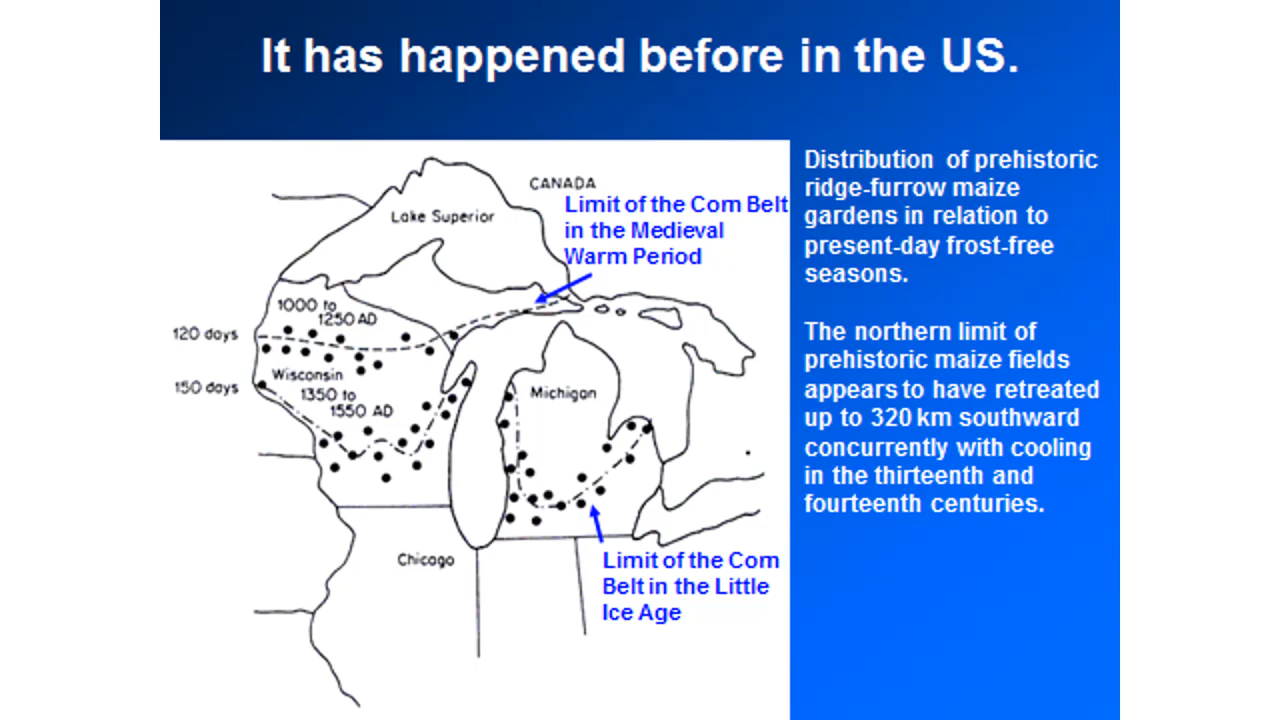 It has happened before in the US.
CANADA
Limit of the Corn Belt
in the Medieval
Warm Period
Lake Superior
1000 to
1250 AD
120 days
Wisconsin
150 days
1350 to
1550 AD
Michigan
Chicago
Limit of the Corn
Belt in the Little
Ice Age
Distribution of prehistoric
ridge-furrow maize
gardens in relation to
present-day frost-free
seasons.
The northern limit of
prehistoric maize fields
appears to have retreated
up to 320 km southward
concurrently with cooling
in the thirteenth and
fourteenth centuries.